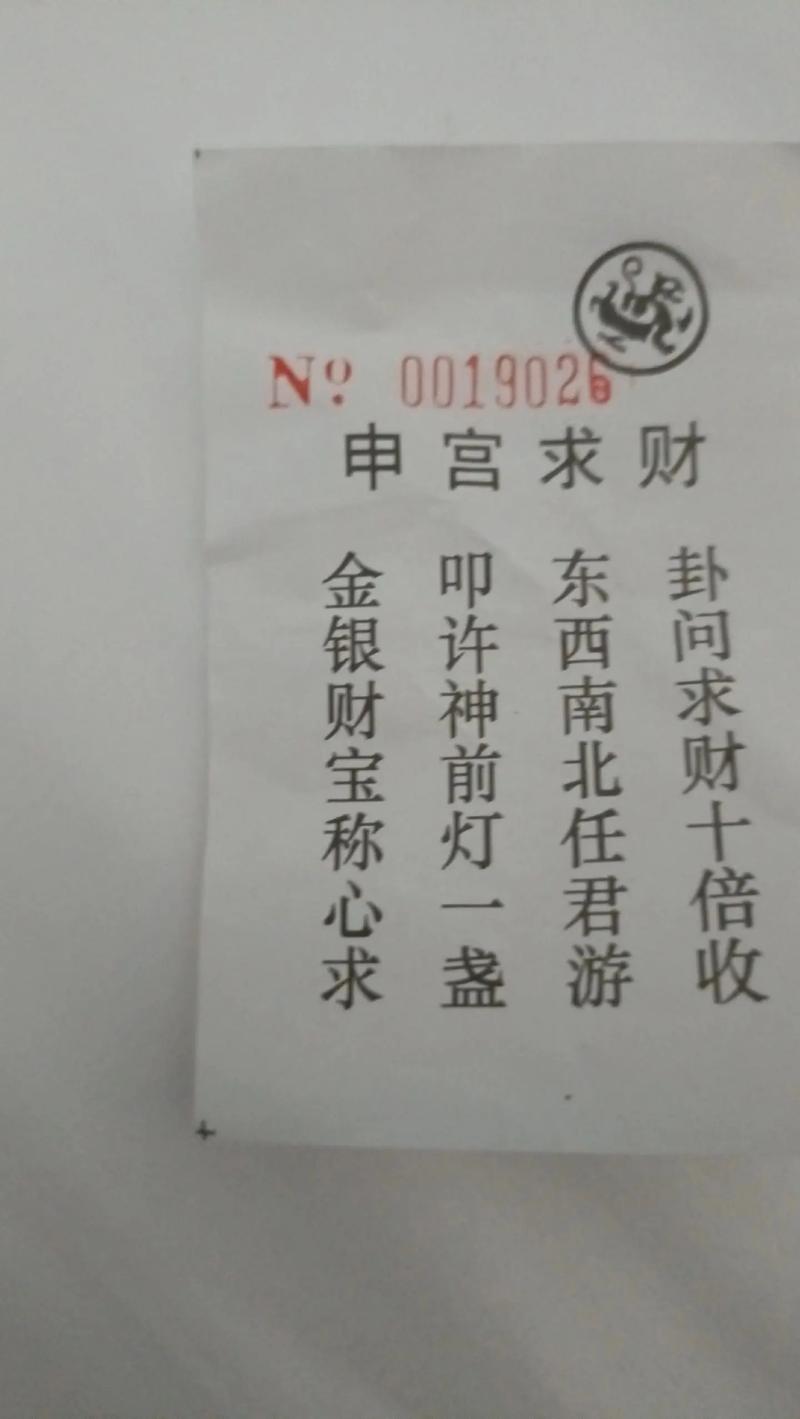 Nº 0019026
申宫求财
卦问求财十倍收
东西南北任君游
叩许神前灯一盏
金银财宝称心求